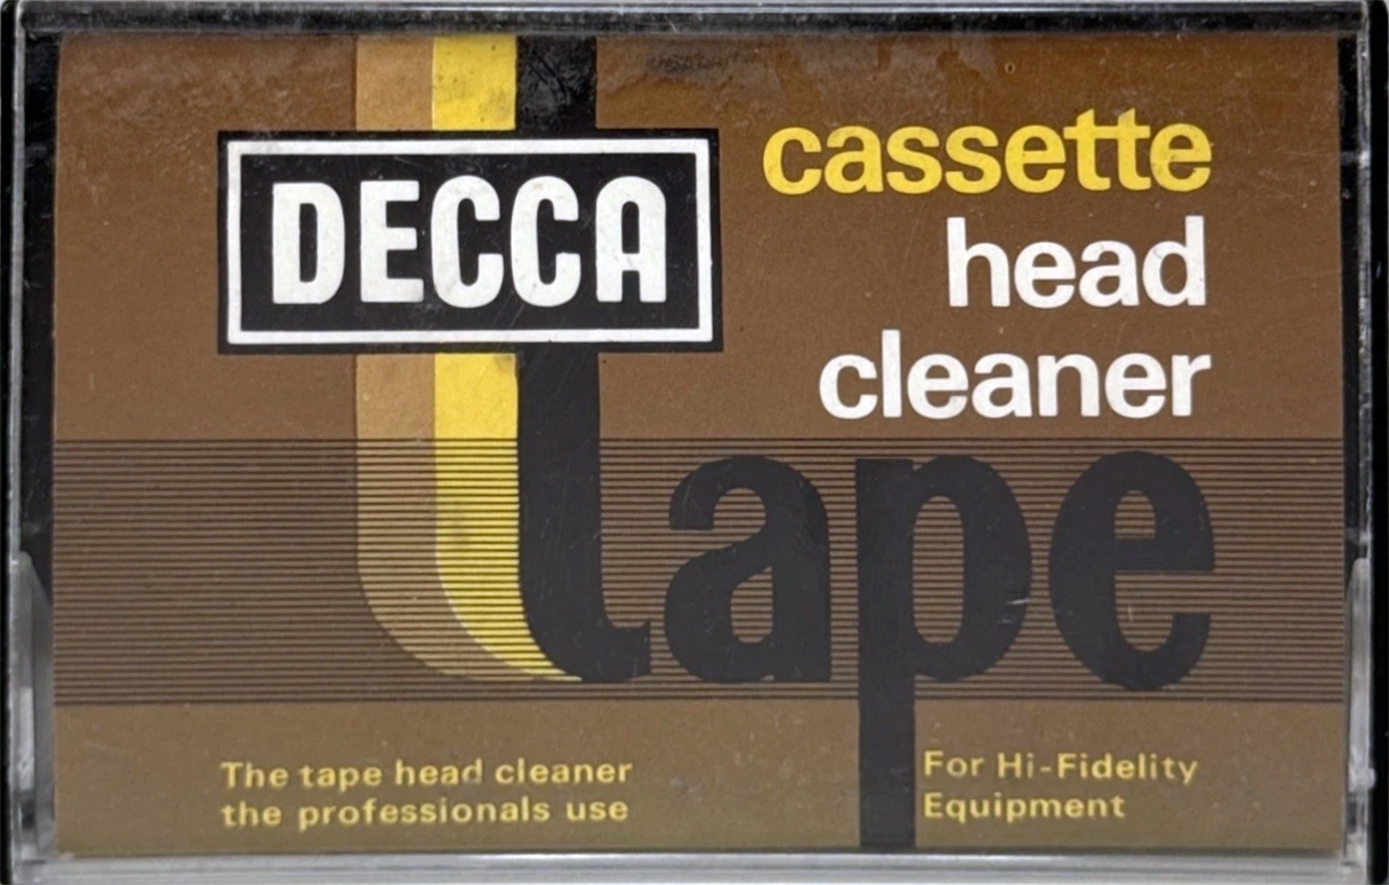 DECCA
cassette
head
cleaner
tape
The tape head cleaner
the professionals use
For Hi-Fidelity
Equipment